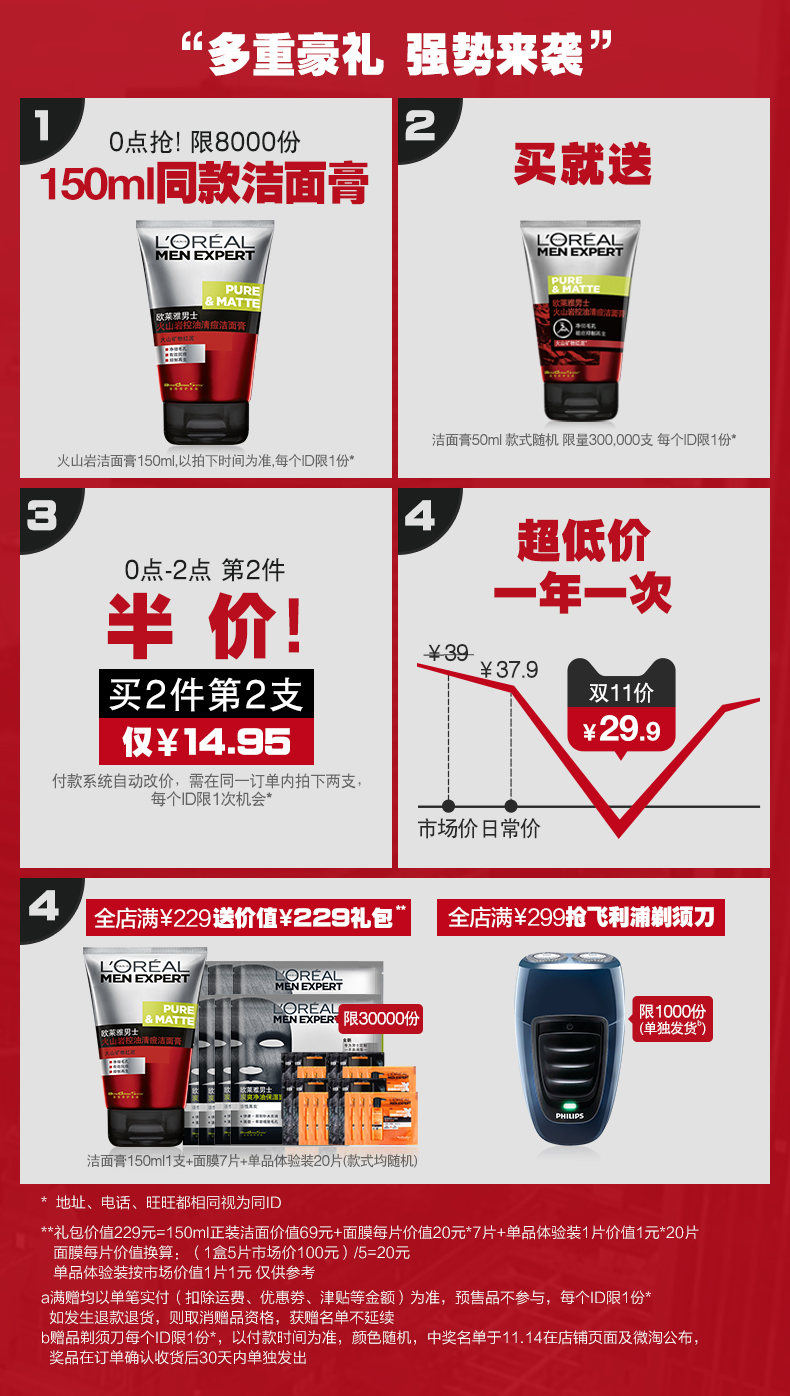 “多重豪礼 强势来袭”
1
0点抢! 限8000份
150ml同款洁面膏
L'ORÉAL
MEN EXPERT
PURE
& MATTE
欧莱雅男士
火山岩控油清痘洁面膏
火山岩洁面膏150ml,以拍下时间为准,每个ID限1份*
2
买就送
L'ORÉAL
MEN EXPERT
PURE
& MATTE
欧莱雅男士
火山岩控油清痘洁面膏
洁面膏50ml 款式随机 限量300,000支 每个ID限1份*
3
0点-2点 第2件
半 价!
买2件第2支
仅¥14.95
付款系统自动改价，需在同一订单内拍下两支，
每个ID限1次机会*
4
超低价
一年一次
¥39
¥37.9
双11价
¥29.9
市场价 日常价
4
全店满¥229送价值¥229礼包**
L'ORÉAL
MEN EXPERT
PURE
& MATTE
欧莱雅男士
火山岩控油清痘洁面膏
L'ORÉAL
MEN EXPERT
L'ORÉAL
MEN EXPERT
欧莱雅男士
限30000份
洁面膏150ml1支+面膜7片+单品体验装20片(款式均随机)
全店满¥299抢飞利浦剃须刀
限1000份
(单独发货b)
PHILIPS
* 地址、电话、旺旺都相同视为同ID
**礼包价值229元=150ml正装洁面价值69元+面膜每片价值20元*7片+单品体验装1片价值1元*20片
面膜每片价值换算：（1盒5片市场价100元）/5=20元
单品体验装按市场价值1片1元 仅供参考
a满赠均以单笔实付（扣除运费、优惠券、津贴等金额）为准，预售品不参与，每个ID限1份*
如发生退款退货，则取消赠品资格，获赠名单不延续
b赠品剃须刀每个ID限1份*，以付款时间为准，颜色随机，中奖名单于11.14在店铺页面及微淘公布，
奖品在订单确认收货后30天内单独发出